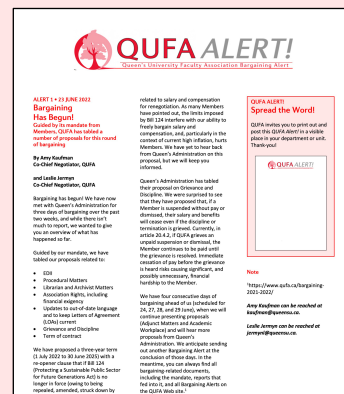 QUFA ALERT!
Queen's University Faculty Association Bargaining Alert
ALERT 1 • 23 JUNE 2022
Bargaining
Has Begun!
Guided by its mandate from
Members, QUFA has tabled a
number of proposals for this round
of bargaining
By Amy Kaufman
Co-Chief Negotiator, QUFA
and Leslie Jermyn
Co-Chief Negotiator, QUFA
Bargaining has begun! We have now
met with Queen's Administration for
three days of bargaining over the past
two weeks, and while there isn't
much to report, we wanted to give
you an overview of what has
happened so far.
Guided by our mandate, we have
tabled our proposals related to:
• EDII
• Procedural Matters
• Librarian and Archivist Matters
• Association Rights, including
financial exigency
• Updates to out-of-date language
and to keep Letters of Agreement
(LOAs) current
• Grievance and Discipline
• Term of contract
We have proposed a three-year term
(1 July 2022 to 30 June 2025) with a
re-opener clause that if Bill 124
(Protecting a Sustainable Public Sector
for Future Generations Act) is no
longer in force (owing to being
repealed, amended, struck down by
related to salary and compensation
for renegotiation. As many Members
have pointed out, the limits imposed
by Bill 124 interfere with our ability to
freely bargain salary and
compensation, and, particularly in the
context of current high inflation, hurts
Members. We have yet to hear back
from Queen's Administration on this
proposal, but we will keep you
informed.
Queen's Administration has tabled
their proposal on Grievance and
Discipline. We were surprised to see
that they have proposed that, if a
Member is suspended without pay or
dismissed, their salary and benefits
will cease even if the discipline or
termination is grieved. Currently, in
article 20.4.2, if QUFA grieves an
unpaid suspension or dismissal, the
Member continues to be paid until
the grievance is resolved. Immediate
cessation of pay before the grievance
is heard risks causing significant, and
possibly unnecessary, financial
hardship to the Member.
We have four consecutive days of
bargaining ahead of us (scheduled for
24, 27, 28, and 29 June), when we will
continue presenting proposals
(Adjunct Matters and Academic
Workplace) and will hear more
proposals from Queen's
Administration. We anticipate sending
out another Bargaining Alert at the
conclusion of those days. In the
meantime, you can always find all
bargaining-related documents,
including the mandate, reports that
fed into it, and all Bargaining Alerts on
the QUFA Web site.¹
QUFA ALERT!
Spread the Word!
QUFA invites you to print out and
post this QUFA Alert! in a visible
place in your department or unit.
Thank-you!
QUFA ALERT!
Note
¹https://www.qufa.ca/bargaining-
2021-2022/
Amy Kaufman can be reached at
kaufman@queensu.ca.
Leslie Jermyn can be reached at
jermynl@queensu.ca.